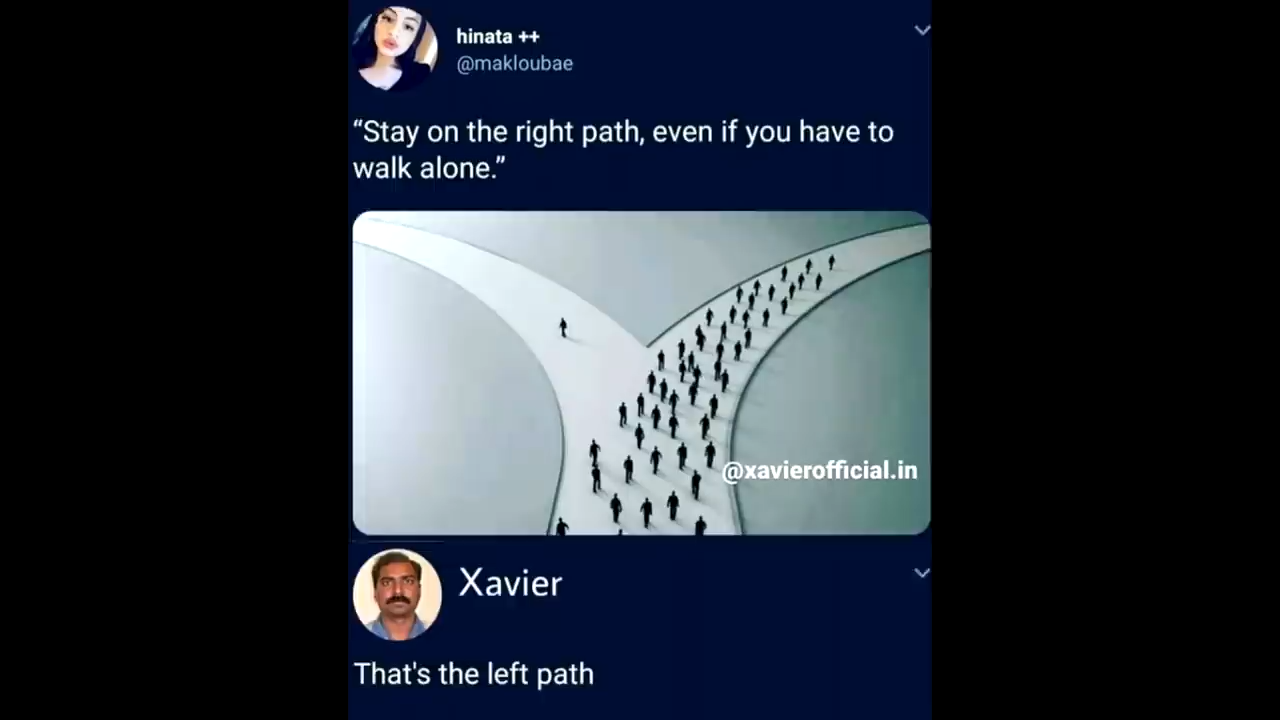 hinata ++
@makloubae
“Stay on the right path, even if you have to
walk alone.”
@xavierofficial.in
Xavier
That's the left path